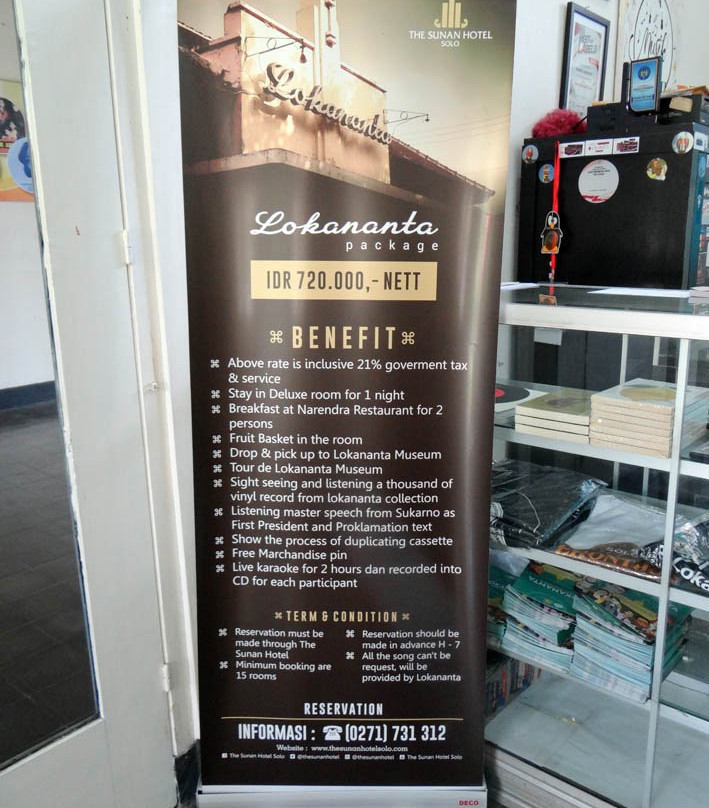 THE SUNAN HOTEL
SOLO
Lokananta
Lokananta
package
IDR 720.000,- NETT
⌘ BENEFIT ⌘
⌘ Above rate is inclusive 21% goverment tax
& service
⌘ Stay in Deluxe room for 1 night
⌘ Breakfast at Narendra Restaurant for 2
persons
⌘ Fruit Basket in the room
⌘ Drop & pick up to Lokananta Museum
⌘ Tour de Lokananta Museum
⌘ Sight seeing and listening a thousand of
vinyl record from lokananta collection
⌘ Listening master speech from Sukarno as
First President and Proklamation text
⌘ Show the process of duplicating cassette
⌘ Free Marchandise pin
⌘ Live karaoke for 2 hours dan recorded into
CD for each participant
⌘ TERM & CONDITION ⌘
⌘ Reservation must be
made through The
Sunan Hotel
⌘ Minimum booking are
15 rooms
⌘ Reservation should be
made in advance H - 7
⌘ All the song can't be
request, will be
provided by Lokananta
RESERVATION
INFORMASI : ☎ (0271) 731 312
Website : www.thesunanhotelsolo.com
The Sunan Hotel Solo @thesunanhotel @thesunanhotel The Sunan Hotel Solo
DECO